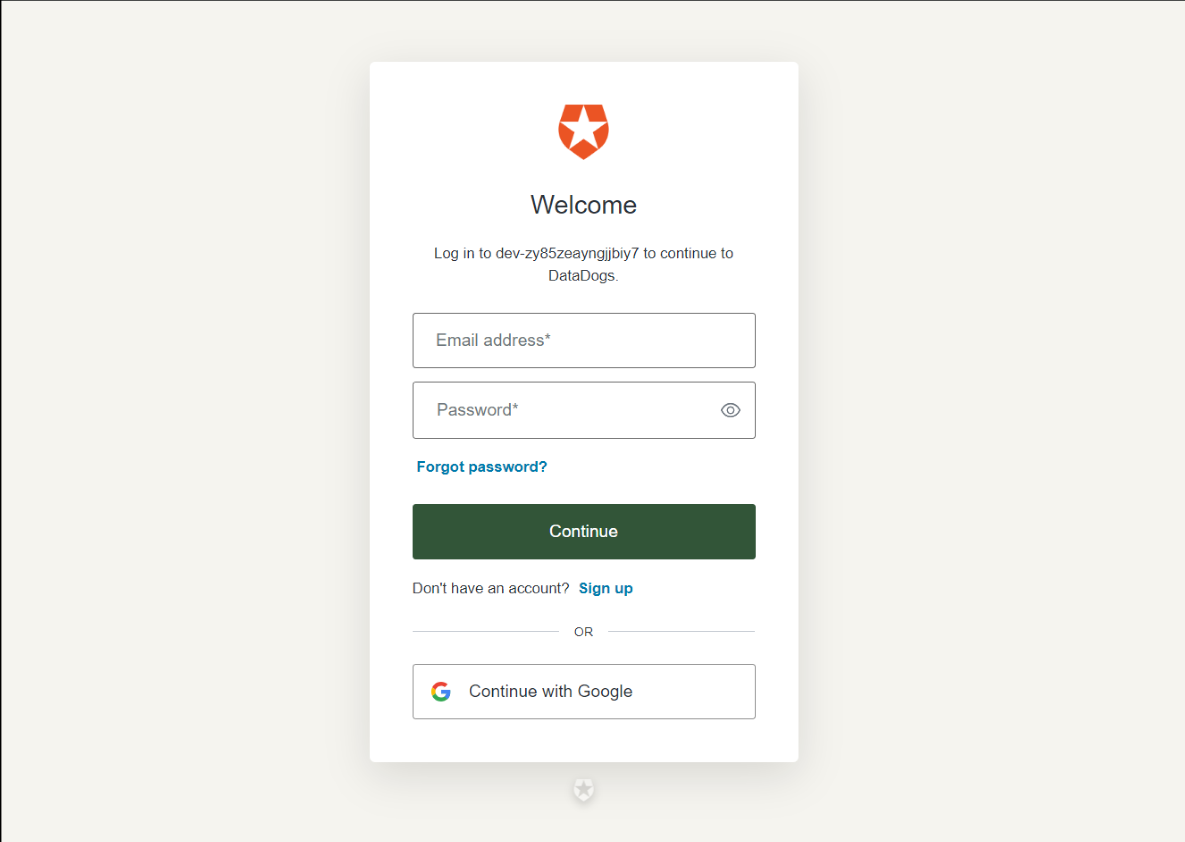 Welcome
Log in to dev-zy85zeayngjjbiy7 to continue to
DataDogs.
Email address*
Password*
Forgot password?
Continue
Don't have an account? Sign up
OR
Continue with Google